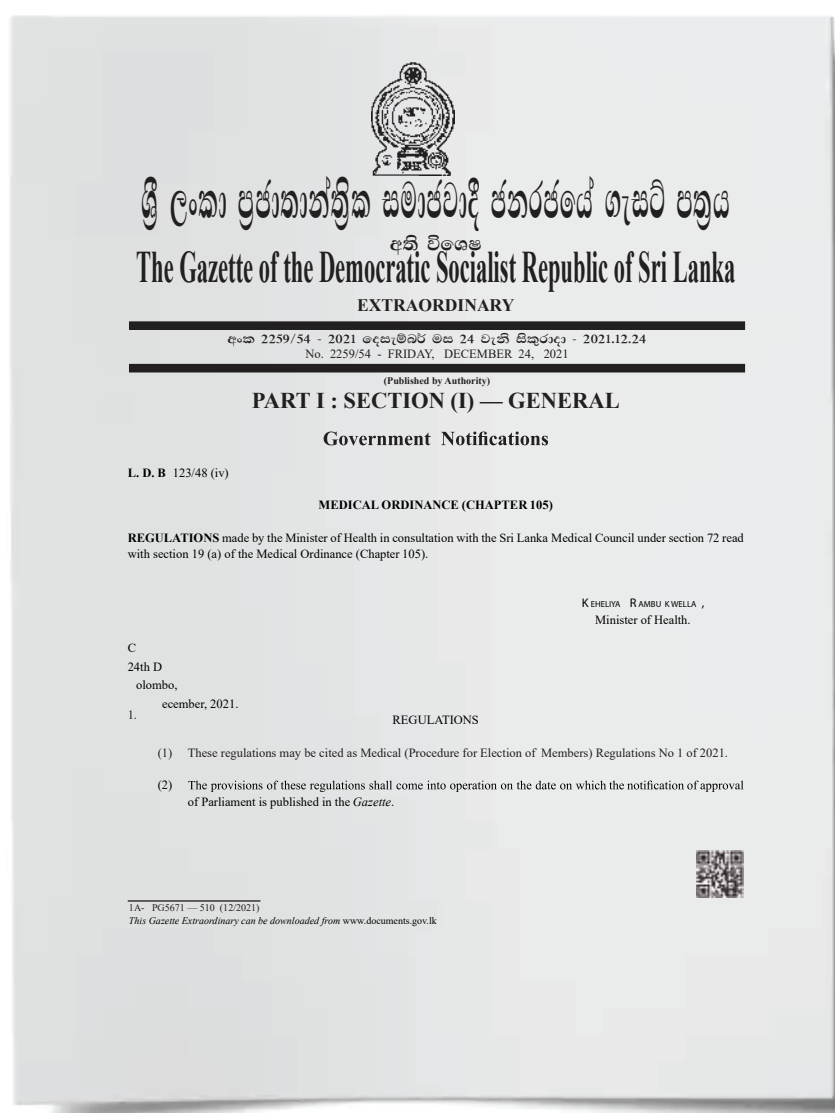 ශ්‍රී ලංකා ප්‍රජාතාන්ත්‍රික සමාජවාදී ජනරජයේ ගැසට් පත්‍රය
අති විශෙෂ
The Gazette of the Democratic Socialist Republic of Sri Lanka
EXTRAORDINARY
අංක 2259/54 - 2021 දෙසැම්බර් මස 24 වැනි සිකුරාදා - 2021.12.24
No. 2259/54 - FRIDAY, DECEMBER 24, 2021
(Published by Authority)
PART I : SECTION (I) — GENERAL
Government Notifications
L. D. B 123/48 (iv)
MEDICAL ORDINANCE (CHAPTER 105)
REGULATIONS made by the Minister of Health in consultation with the Sri Lanka Medical Council under section 72 read
with section 19 (a) of the Medical Ordinance (Chapter 105).
KEHELIYA RAMBU KWELLA ,
Minister of Health.
C
24th D
olombo,
ecember, 2021.
1.
REGULATIONS
(1) These regulations may be cited as Medical (Procedure for Election of Members) Regulations No 1 of 2021.
(2) The provisions of these regulations shall come into operation on the date on which the notification of approval
of Parliament is published in the Gazette.
1A- PG5671 — 510 (12/2021)
This Gazette Extraordinary can be downloaded from www.documents.gov.lk